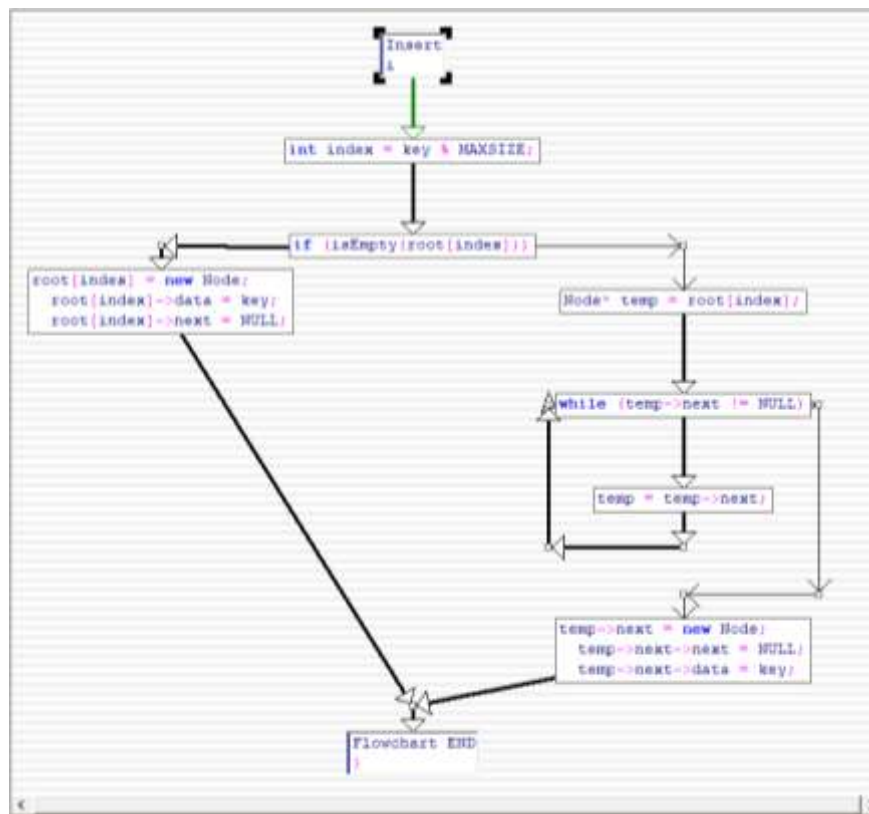 Insert
int index = key % MAXSIZE;
if (isEmpty(root[index]))
root[index] = new Node;
root[index]->data = key;
root[index]->next = NULL;
Node* temp = root[index];
while (temp->next != NULL)
temp = temp->next;
temp->next = new Node;
temp->next->next = NULL;
temp->next->data = key;
Flowchart END
}